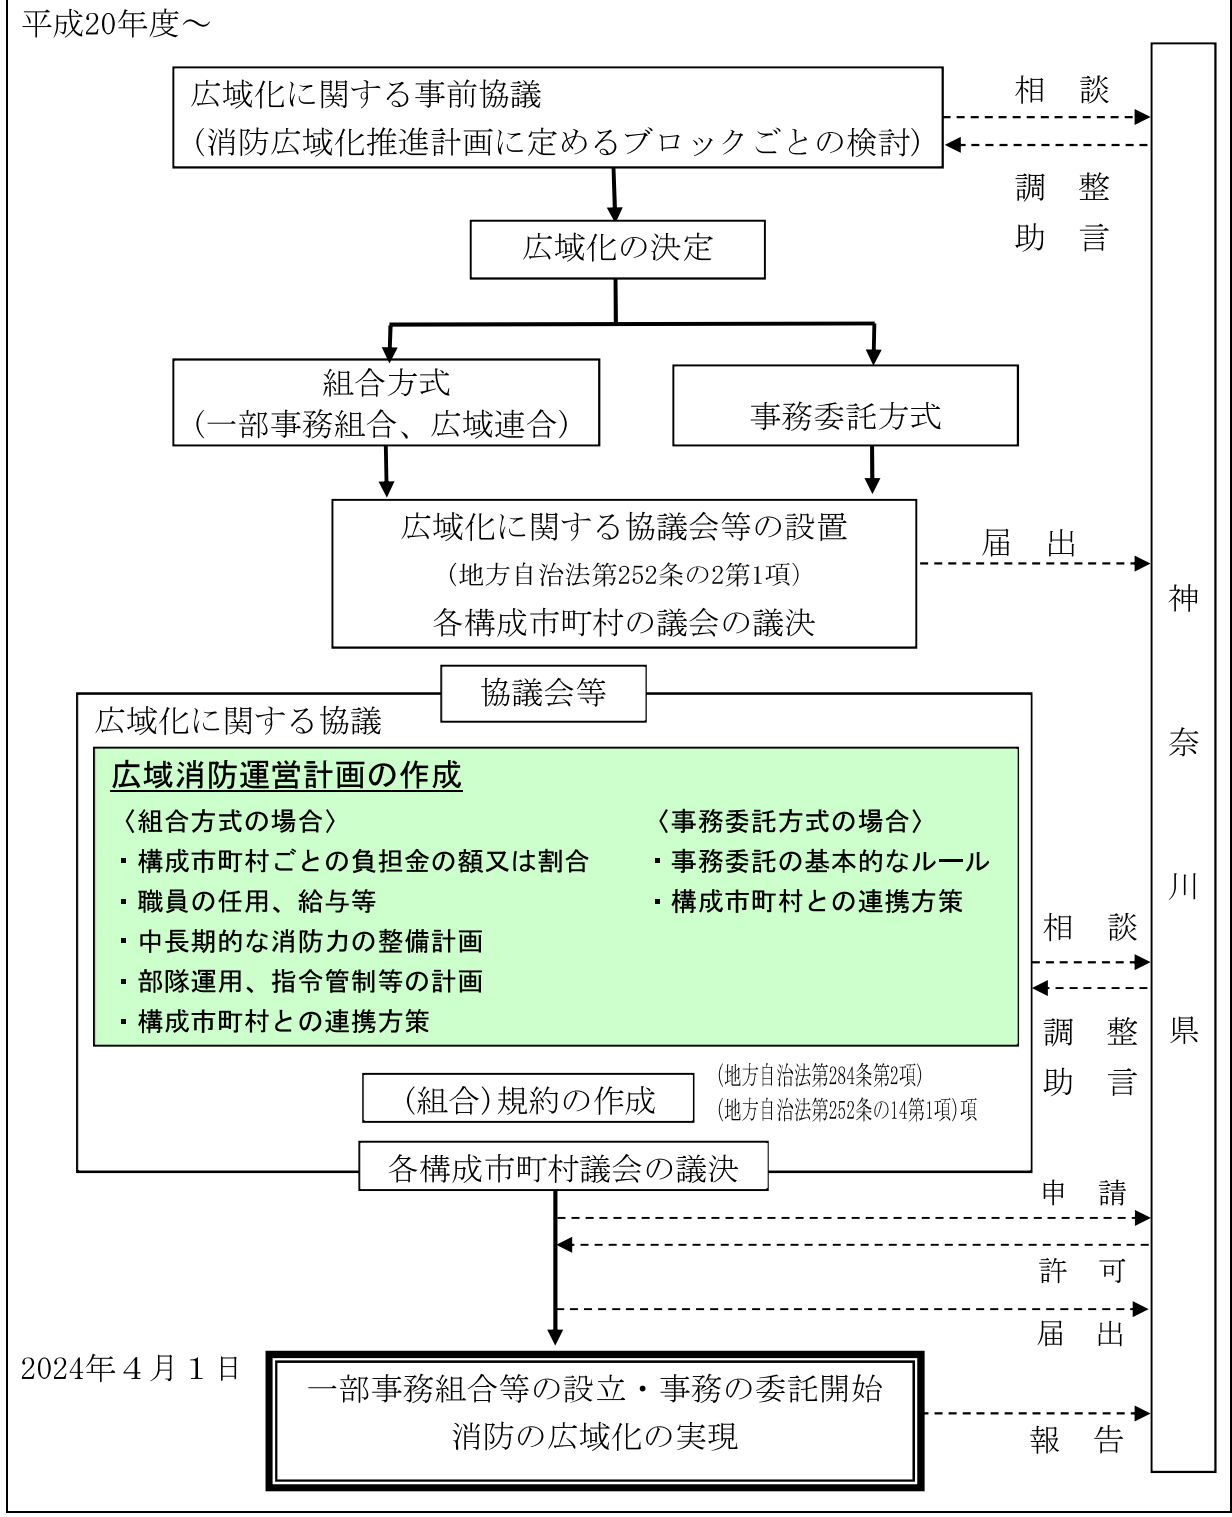 平成20年度～
広域化に関する事前協議
(消防広域化推進計画に定めるブロックごとの検討)
相　談
調　整
助　言
広域化の決定
組合方式
(一部事務組合、広域連合)
事務委託方式
広域化に関する協議会等の設置
(地方自治法第252条の2第1項)
各構成市町村の議会の議決
届　出
神奈川県
協議会等
広域化に関する協議
広域消防運営計画の作成
〈組合方式の場合〉
・構成市町村ごとの負担金の額又は割合
・職員の任用、給与等
・中長期的な消防力の整備計画
・部隊運用、指令管制等の計画
・構成市町村との連携方策
〈事務委託方式の場合〉
・事務委託の基本的なルール
・構成市町村との連携方策
相　談
調　整
助　言
(組合)規約の作成
(地方自治法第284条第2項)
(地方自治法第252条の14第1項)項
各構成市町村議会の議決
申　請
許　可
届　出
2024年４月１日
一部事務組合等の設立・事務の委託開始
消防の広域化の実現
報　告